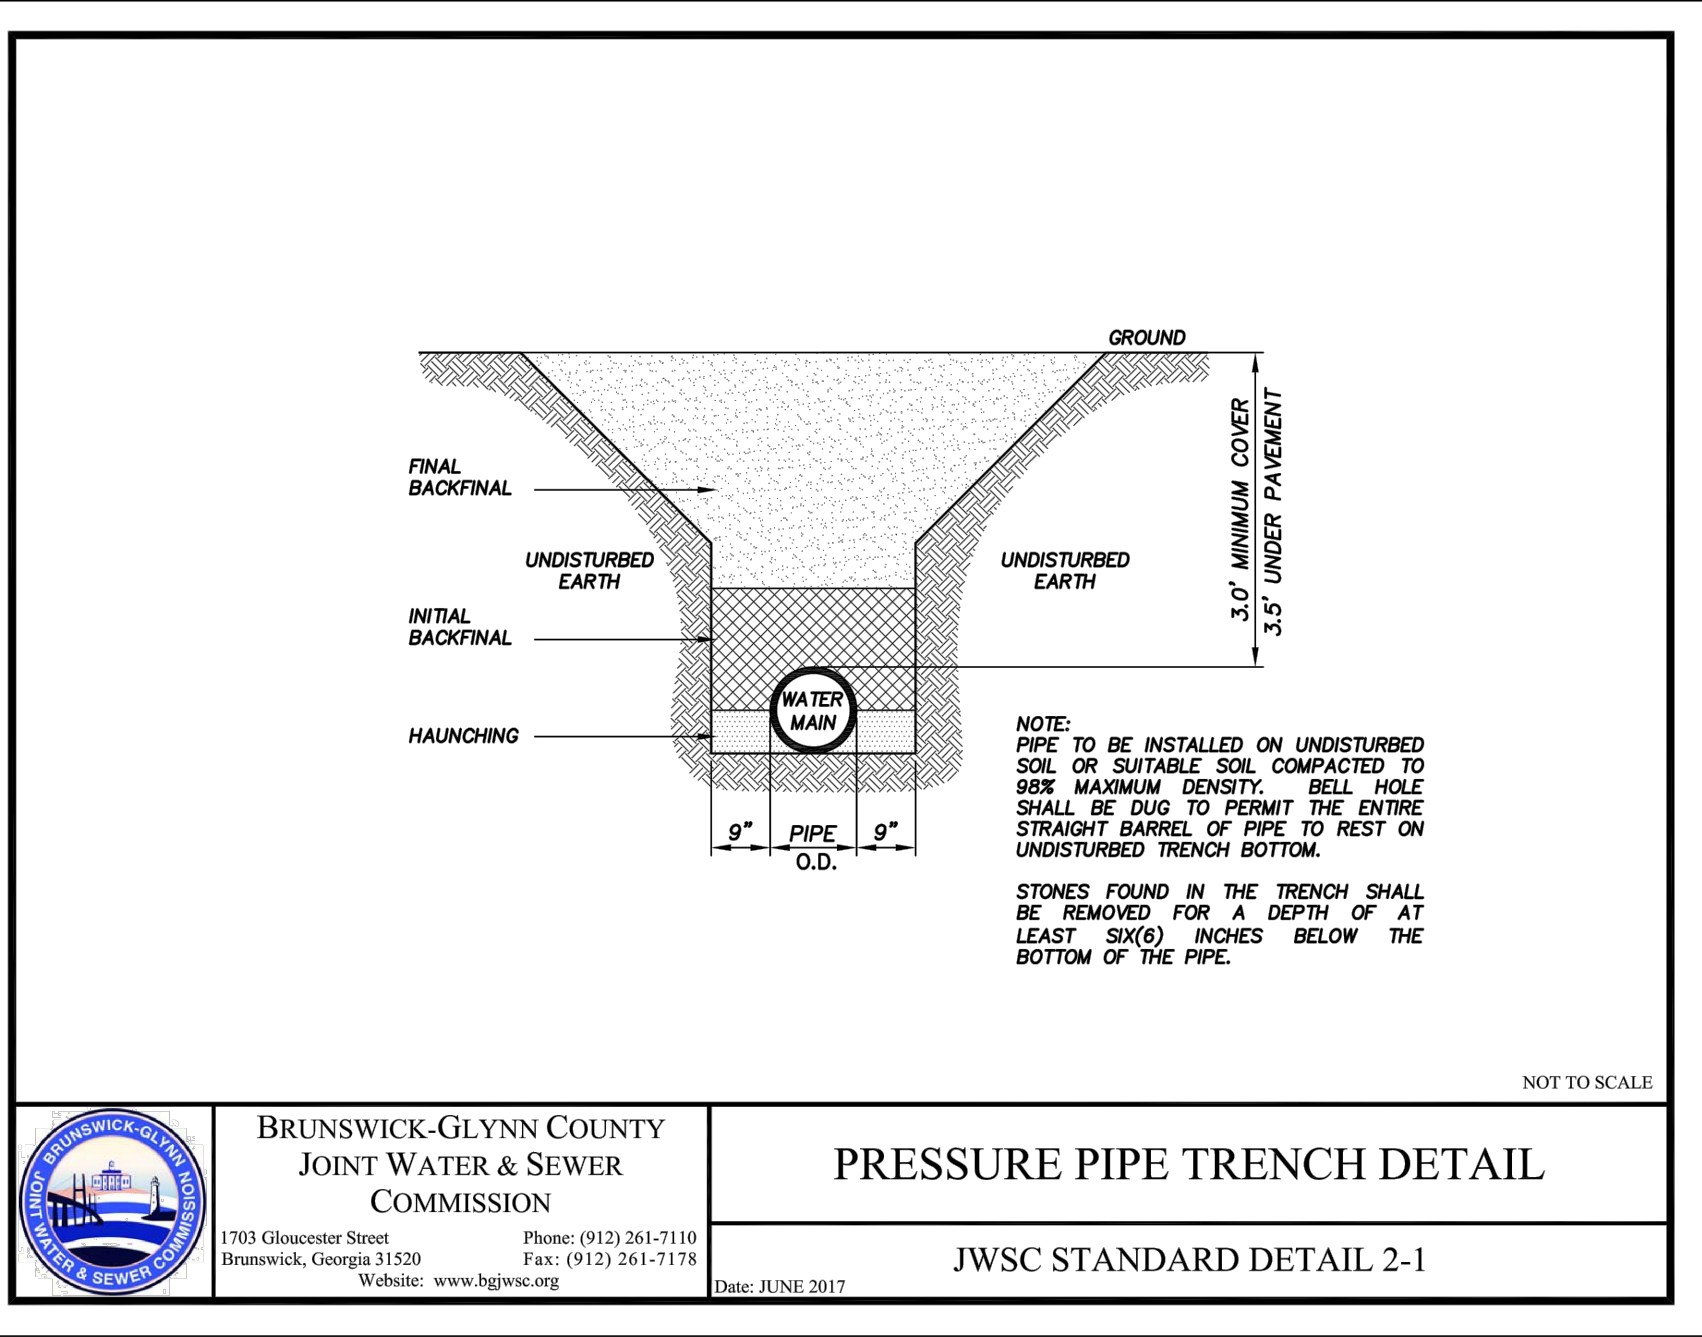 GROUND
FINAL
BACKFINAL
UNDISTURBED
EARTH
UNDISTURBED
EARTH
INITIAL
BACKFINAL
3.0' MINIMUM COVER
3.5' UNDER PAVEMENT
WATER
MAIN
HAUNCHING
9"
PIPE
O.D.
9"
NOTE:
PIPE TO BE INSTALLED ON UNDISTURBED
SOIL OR SUITABLE SOIL COMPACTED TO
98% MAXIMUM DENSITY. BELL HOLE
SHALL BE DUG TO PERMIT THE ENTIRE
STRAIGHT BARREL OF PIPE TO REST ON
UNDISTURBED TRENCH BOTTOM.
STONES FOUND IN THE TRENCH SHALL
BE REMOVED FOR A DEPTH OF AT
LEAST SIX(6) INCHES BELOW THE
BOTTOM OF THE PIPE.
NOT TO SCALE
BRUNSWICK-GLYNN COUNTY
JOINT WATER & SEWER COMMISSION
BRUNSWICK-GLYNN COUNTY
JOINT WATER & SEWER
COMMISSION
1703 Gloucester Street
Brunswick, Georgia 31520
Phone: (912) 261-7110
Fax: (912) 261-7178
Website: www.bgjwsc.org
PRESSURE PIPE TRENCH DETAIL
JWSC STANDARD DETAIL 2-1
Date: JUNE 2017